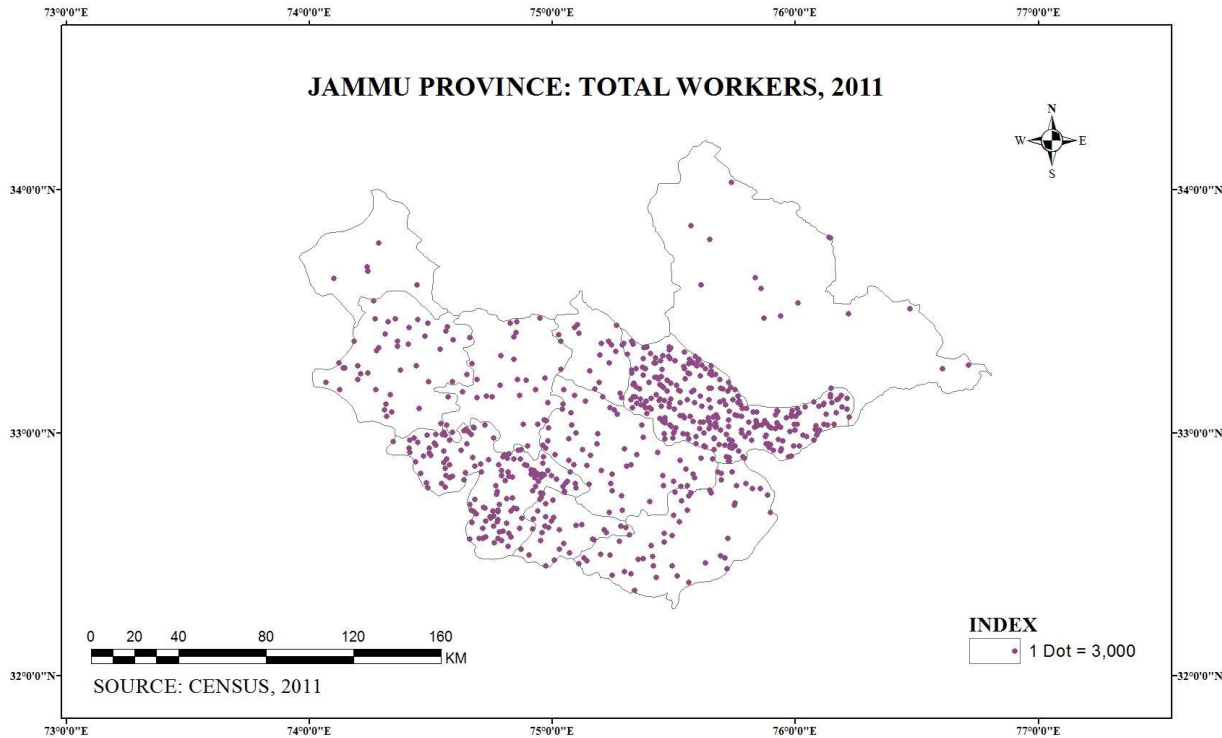 73°0'0"E 74°0'0"E 75°0'0"E 76°0'0"E 77°0'0"E
JAMMU PROVINCE: TOTAL WORKERS, 2011
N
W E
S
34°0'0"N 34°0'0"N
33°0'0"N 33°0'0"N
INDEX
1 Dot = 3,000
0 20 40 80 120 160
KM
SOURCE: CENSUS, 2011
32°0'0"N 32°0'0"N
73°0'0"E 74°0'0"E 75°0'0"E 76°0'0"E 77°0'0"E